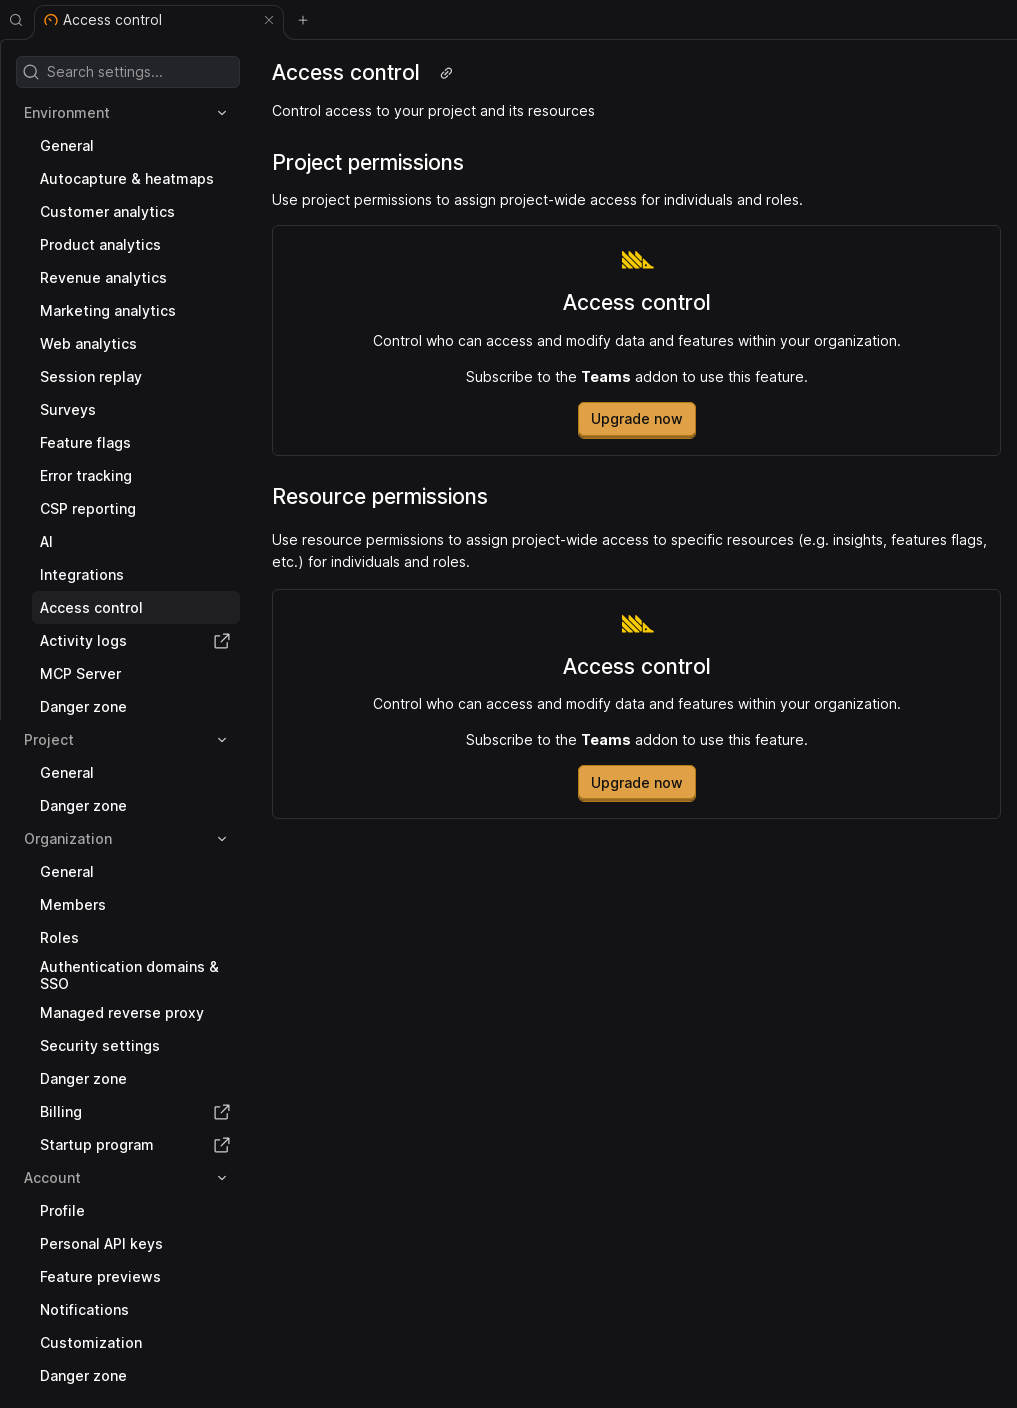 Access control
Search settings...
Environment
General
Autocapture & heatmaps
Customer analytics
Product analytics
Revenue analytics
Marketing analytics
Web analytics
Session replay
Surveys
Feature flags
Error tracking
CSP reporting
AI
Integrations
Access control
Activity logs
MCP Server
Danger zone
Project
General
Danger zone
Organization
General
Members
Roles
Authentication domains &
SSO
Managed reverse proxy
Security settings
Danger zone
Billing
Startup program
Account
Profile
Personal API keys
Feature previews
Notifications
Customization
Danger zone
Access control
Control access to your project and its resources
Project permissions
Use project permissions to assign project-wide access for individuals and roles.
Access control
Control who can access and modify data and features within your organization.
Subscribe to the Teams addon to use this feature.
Upgrade now
Resource permissions
Use resource permissions to assign project-wide access to specific resources (e.g. insights, features flags,
etc.) for individuals and roles.
Access control
Control who can access and modify data and features within your organization.
Subscribe to the Teams addon to use this feature.
Upgrade now